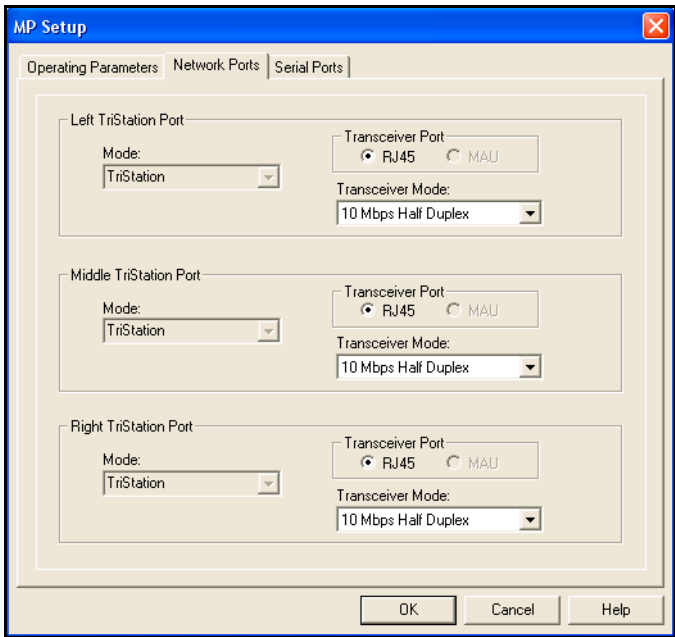 MP Setup
Operating Parameters Network Ports Serial Ports
Left TriStation Port
Mode:
TriStation
Transceiver Port
RJ45 MAU
Transceiver Mode:
10 Mbps Half Duplex
Middle TriStation Port
Mode:
TriStation
Transceiver Port
RJ45 MAU
Transceiver Mode:
10 Mbps Half Duplex
Right TriStation Port
Mode:
TriStation
Transceiver Port
RJ45 MAU
Transceiver Mode:
10 Mbps Half Duplex
OK Cancel Help